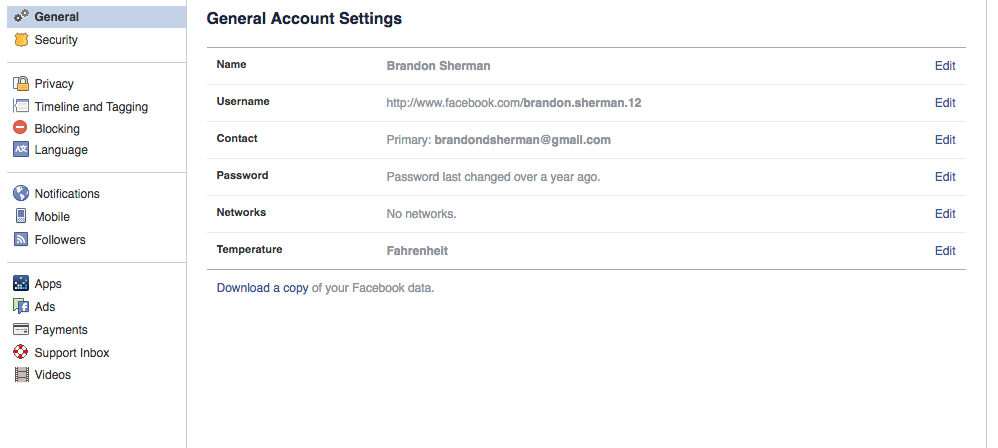 General
Security
Privacy
Timeline and Tagging
Blocking
Language
Notifications
Mobile
Followers
Apps
Ads
Payments
Support Inbox
Videos
General Account Settings
Name Brandon Sherman Edit
Username http://www.facebook.com/brandon.sherman.12 Edit
Contact Primary: brandondsherman@gmail.com Edit
Password Password last changed over a year ago. Edit
Networks No networks. Edit
Temperature Fahrenheit Edit
Download a copy of your Facebook data.